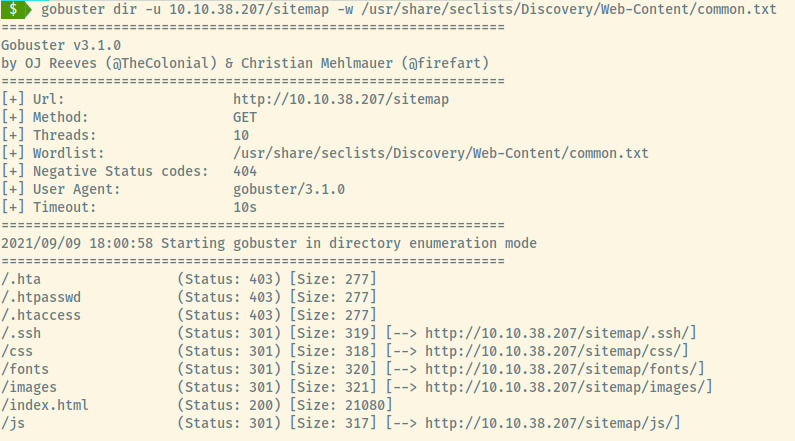 $ gobuster dir -u 10.10.38.207/sitemap -w /usr/share/seclists/Discovery/Web-Content/common.txt
===============================================================
Gobuster v3.1.0
by OJ Reeves (@TheColonial) & Christian Mehlmauer (@firefart)
===============================================================
[+] Url:                     http://10.10.38.207/sitemap
[+] Method:                  GET
[+] Threads:                 10
[+] Wordlist:                /usr/share/seclists/Discovery/Web-Content/common.txt
[+] Negative Status codes:   404
[+] User Agent:              gobuster/3.1.0
[+] Timeout:                 10s
===============================================================
2021/09/09 18:00:58 Starting gobuster in directory enumeration mode
===============================================================
/.hta                 (Status: 403) [Size: 277]
/.htpasswd            (Status: 403) [Size: 277]
/.htaccess            (Status: 403) [Size: 277]
/.ssh                 (Status: 301) [Size: 319] [--> http://10.10.38.207/sitemap/.ssh/]
/css                  (Status: 301) [Size: 318] [--> http://10.10.38.207/sitemap/css/]
/fonts                (Status: 301) [Size: 320] [--> http://10.10.38.207/sitemap/fonts/]
/images               (Status: 301) [Size: 321] [--> http://10.10.38.207/sitemap/images/]
/index.html           (Status: 200) [Size: 21080]
/js                   (Status: 301) [Size: 317] [--> http://10.10.38.207/sitemap/js/]